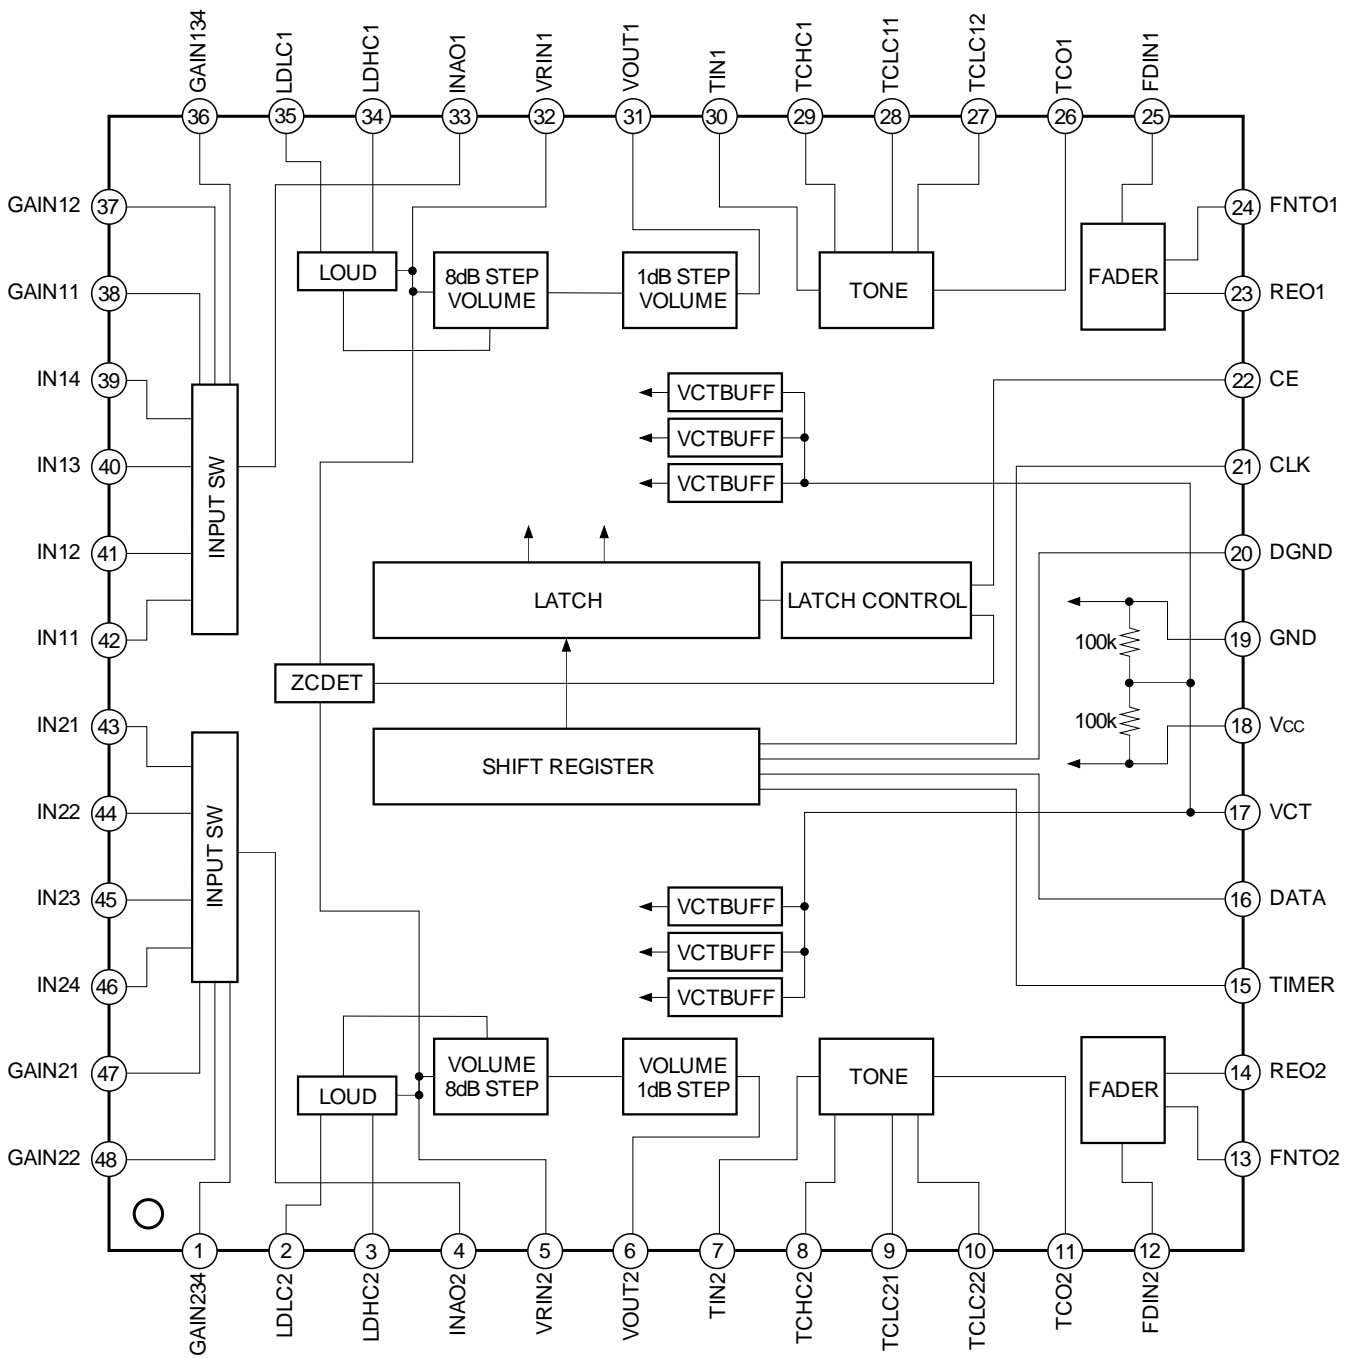 GAIN134
LDLC1
LDHC1
INAO1
VRIN1
VOUT1
TIN1
TCHC1
TCLC11
TCLC12
TCO1
FDIN1
36
35
34
33
32
31
30
29
28
27
26
25
GAIN12 37
24 FNTO1
GAIN11 38
23 REO1
LOUD
8dB STEP
VOLUME
1dB STEP
VOLUME
TONE
FADER
IN14 39
22 CE
VCTBUFF
VCTBUFF
VCTBUFF
IN13 40
21 CLK
INPUT SW
IN12 41
20 DGND
LATCH
LATCH CONTROL
IN11 42
100k
19 GND
ZCDET
IN21 43
100k
18 VCC
SHIFT REGISTER
IN22 44
17 VCT
INPUT SW
IN23 45
16 DATA
VCTBUFF
VCTBUFF
VCTBUFF
IN24 46
15 TIMER
GAIN21 47
14 REO2
LOUD
VOLUME
8dB STEP
VOLUME
1dB STEP
TONE
FADER
GAIN22 48
13 FNTO2
1
2
3
4
5
6
7
8
9
10
11
12
GAIN234
LDLC2
LDHC2
INAO2
VRIN2
VOUT2
TIN2
TCHC2
TCLC21
TCLC22
TCO2
FDIN2